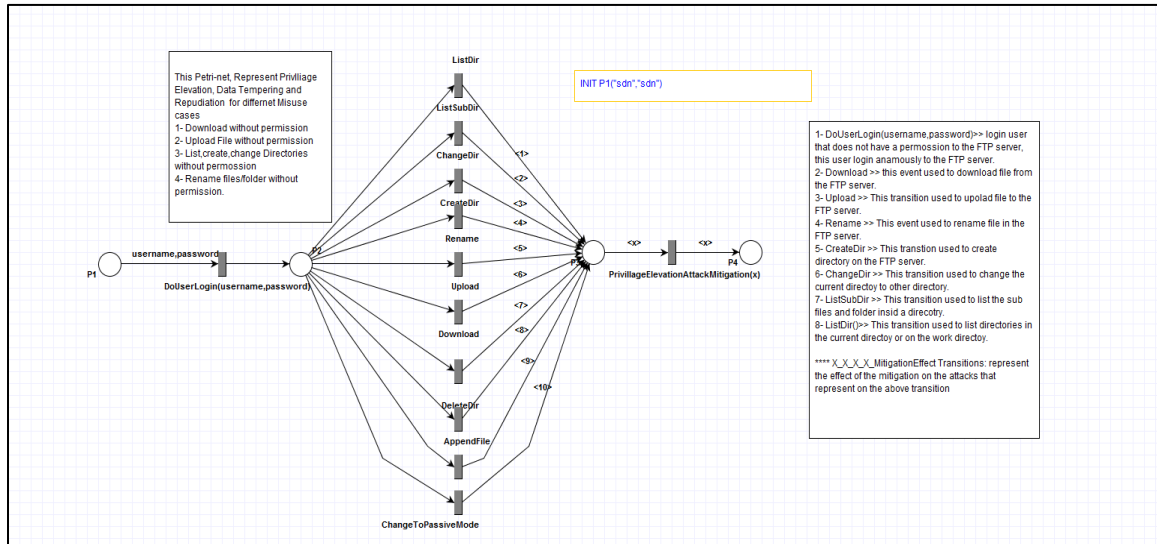 This Petri-net, Represent Privlliage
Elevation, Data Tempering and
Repudiation for differnet Misuse
cases
1- Download without permission
2- Upload File without permission
3- List,create,change Directories
without permossion
4- Rename files/folder without
permission.
INIT P1("sdn","sdn")
ListDir
ListSubDir
ChangeDir
CreateDir
Rename
Upload
Download
DeleteDir
AppendFile
ChangeToPassiveMode
<1>
<2>
<3>
<4>
<5>
<6>
<7>
<8>
<9>
<10>
P1
username,password
DoUserLogin(username,password)
P2
<x>
<x>
PrivillageElevationAttackMitigation(x)
P4
1- DoUserLogin(username,password)>> login user
that does not have a permossion to the FTP server,
this user login anamously to the FTP server.
2- Download >> this event used to download file from
the FTP server.
3- Upload >> This transition used to upolad file to the
FTP server.
4- Rename >> This event used to rename file in the
FTP server.
5- CreateDir >> This transtion used to create
directory on the FTP server.
6- ChangeDir >> This transition used to change the
current directoy to other directory.
7- ListSubDir >> This transition used to list the sub
files and folder insid a direcotry.
8- ListDir()>> This transition used to list directories in
the current directoy or on the work directoy.
**** X_X_X_X_MitigationEffect Transitions: represent
the effect of the mitigation on the attacks that
represent on the above transition